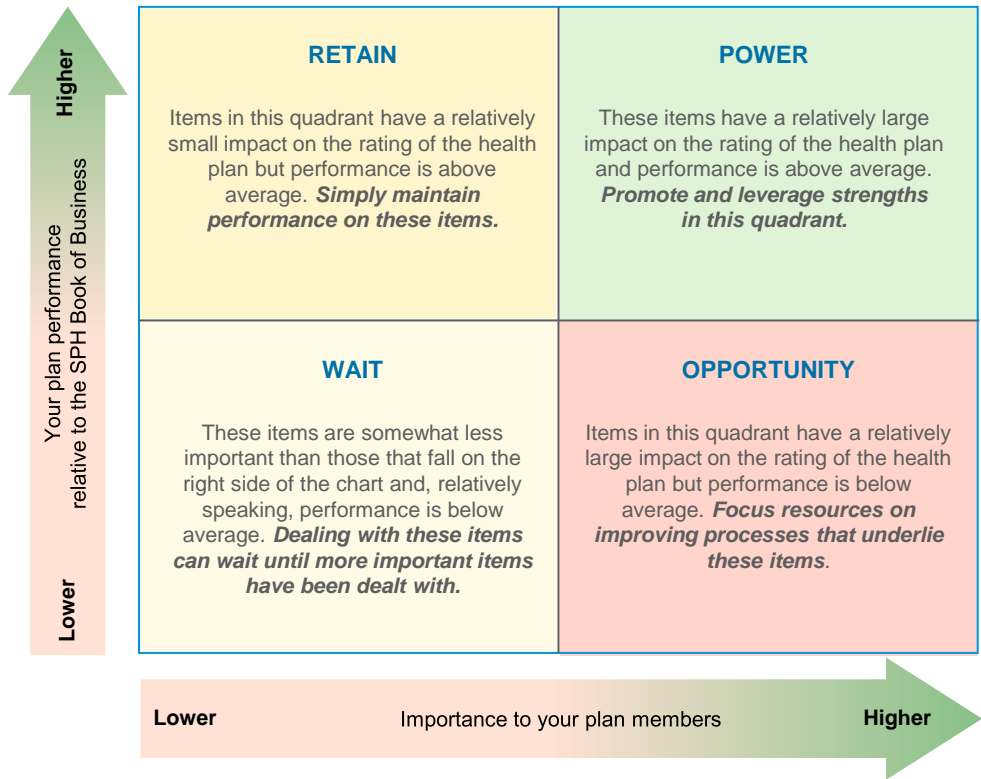 Higher
Your plan performance
relative to the SPH Book of Business
Lower
RETAIN
Items in this quadrant have a relatively
small impact on the rating of the health
plan but performance is above
average. Simply maintain
performance on these items.
POWER
These items have a relatively large
impact on the rating of the health plan
and performance is above average.
Promote and leverage strengths
in this quadrant.
WAIT
These items are somewhat less
important than those that fall on the
right side of the chart and, relatively
speaking, performance is below
average. Dealing with these items
can wait until more important items
have been dealt with.
OPPORTUNITY
Items in this quadrant have a relatively
large impact on the rating of the health
plan but performance is below
average. Focus resources on
improving processes that underlie
these items.
Lower
Importance to your plan members
Higher